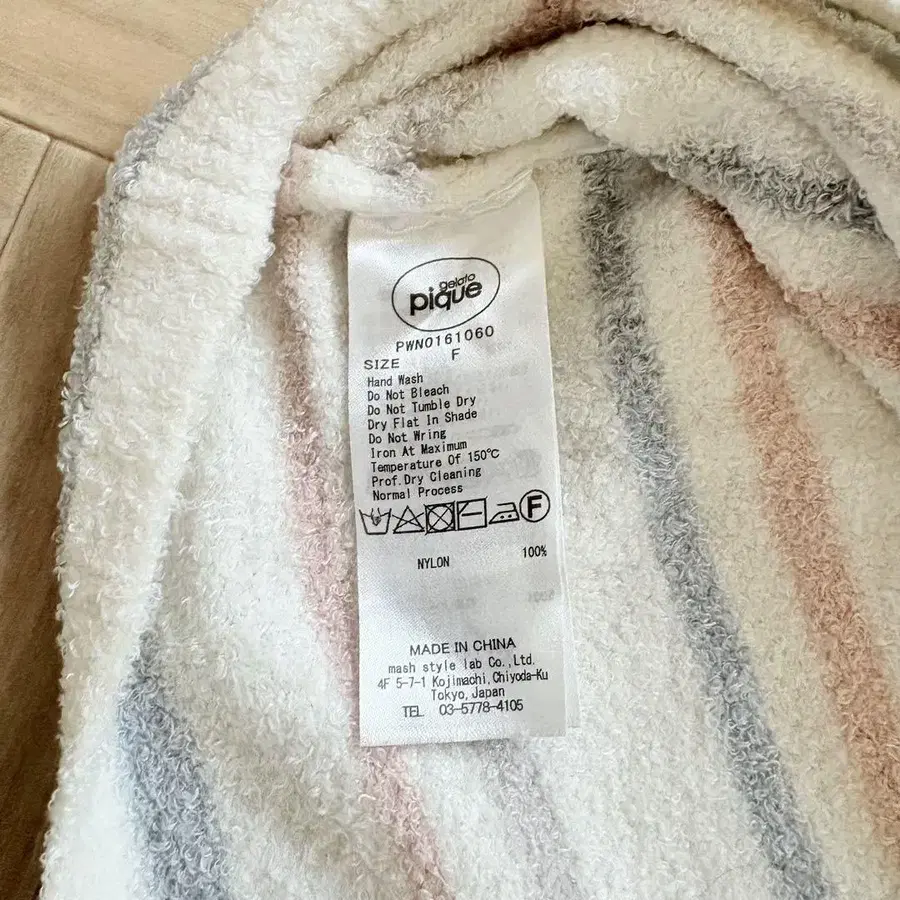 gelato
pique
PWNO161060
SIZE F
Hand Wash
Do Not Bleach
Do Not Tumble Dry
Dry Flat In Shade
Do Not Wring
Iron At Maximum
Temperature Of 150℃
Prof.Dry Cleaning
Normal Process
F
NYLON 100%
MADE IN CHINA
mash style lab Co.,Ltd.
4F 5-7-1 Kojimachi,Chiyoda-Ku
Tokyo,Japan
TEL 03-5778-4105